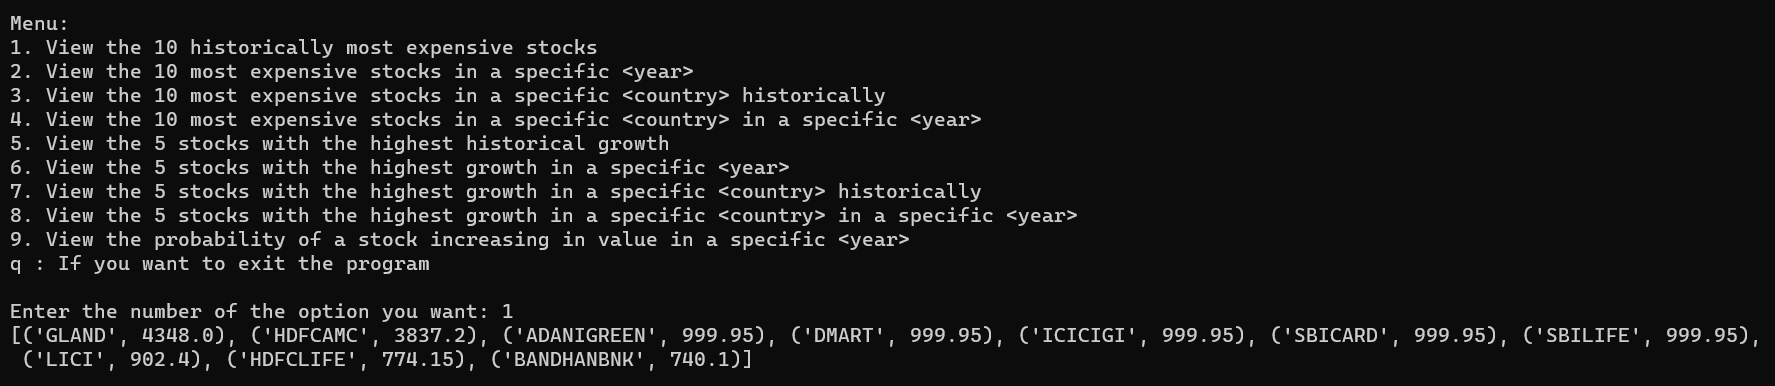 Menu:
1. View the 10 historically most expensive stocks
2. View the 10 most expensive stocks in a specific <year>
3. View the 10 most expensive stocks in a specific <country> historically
4. View the 10 most expensive stocks in a specific <country> in a specific <year>
5. View the 5 stocks with the highest historical growth
6. View the 5 stocks with the highest growth in a specific <year>
7. View the 5 stocks with the highest growth in a specific <country> historically
8. View the 5 stocks with the highest growth in a specific <country> in a specific <year>
9. View the probability of a stock increasing in value in a specific <year>
q : If you want to exit the program
Enter the number of the option you want: 1
[('GLAND', 4348.0), ('HDFCAMC', 3837.2), ('ADANIGREEN', 999.95), ('DMART', 999.95), ('ICICIGI', 999.95), ('SBICARD', 999.95), ('SBILIFE', 999.95),
('LICI', 902.4), ('HDFCLIFE', 774.15), ('BANDHANBNK', 740.1)]